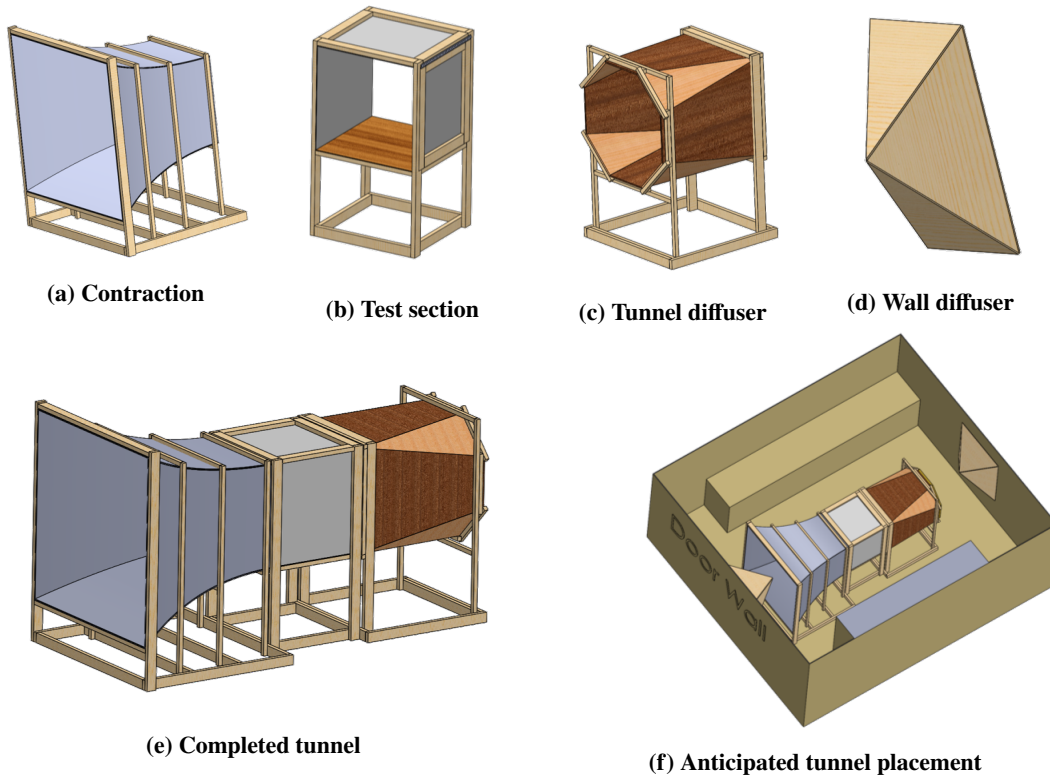 (a) Contraction
(b) Test section
(c) Tunnel diffuser
(d) Wall diffuser
(e) Completed tunnel
Door Wall
(f) Anticipated tunnel placement